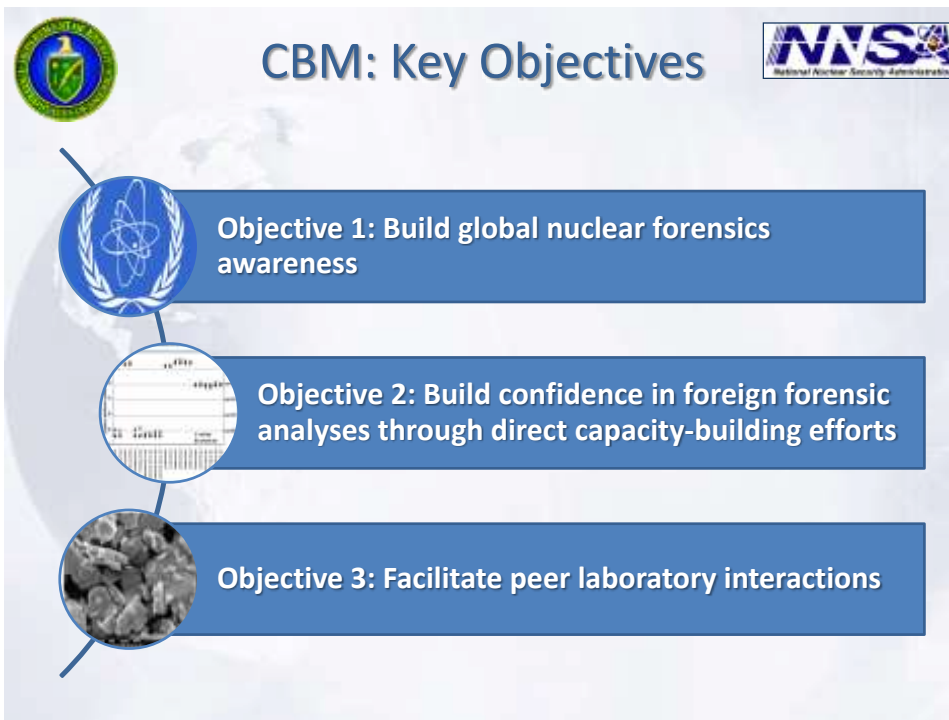 CBM: Key Objectives
NNSA
National Nuclear Security Administration
Objective 1: Build global nuclear forensics
awareness
Objective 2: Build confidence in foreign forensic
analyses through direct capacity-building efforts
Objective 3: Facilitate peer laboratory interactions